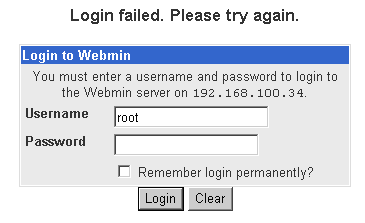 Login failed. Please try again.
Login to Webmin
You must enter a username and password to login to
the Webmin server on 192.168.100.34.
Username root
Password
Remember login permanently?
Login Clear